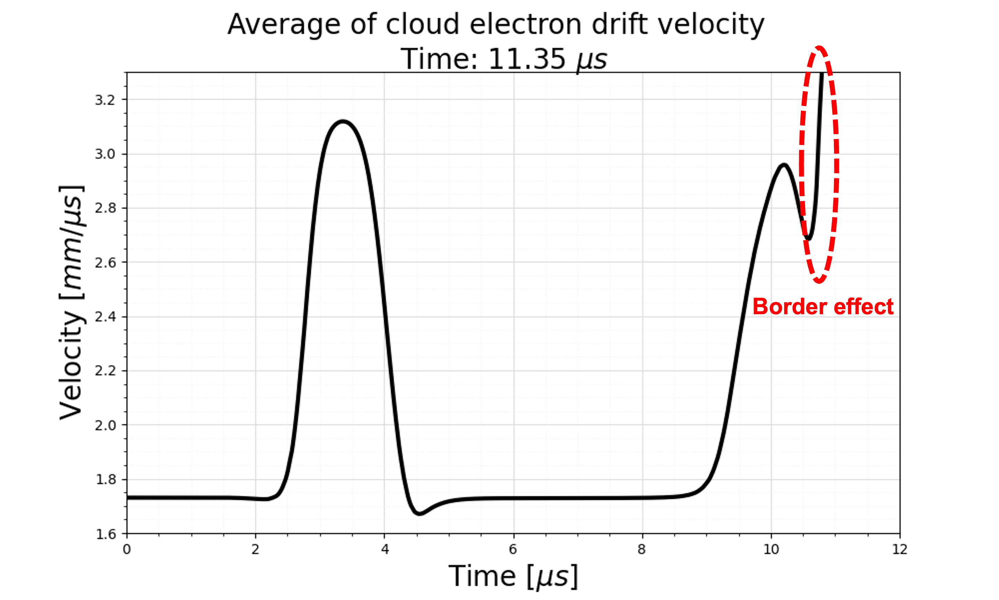 Average of cloud electron drift velocity
Time: 11.35 μs
3.2
3.0
2.8
2.6
2.4
2.2
2.0
1.8
1.6
Velocity [mm/μs]
Border effect
0 2 4 6 8 10 12
Time [μs]